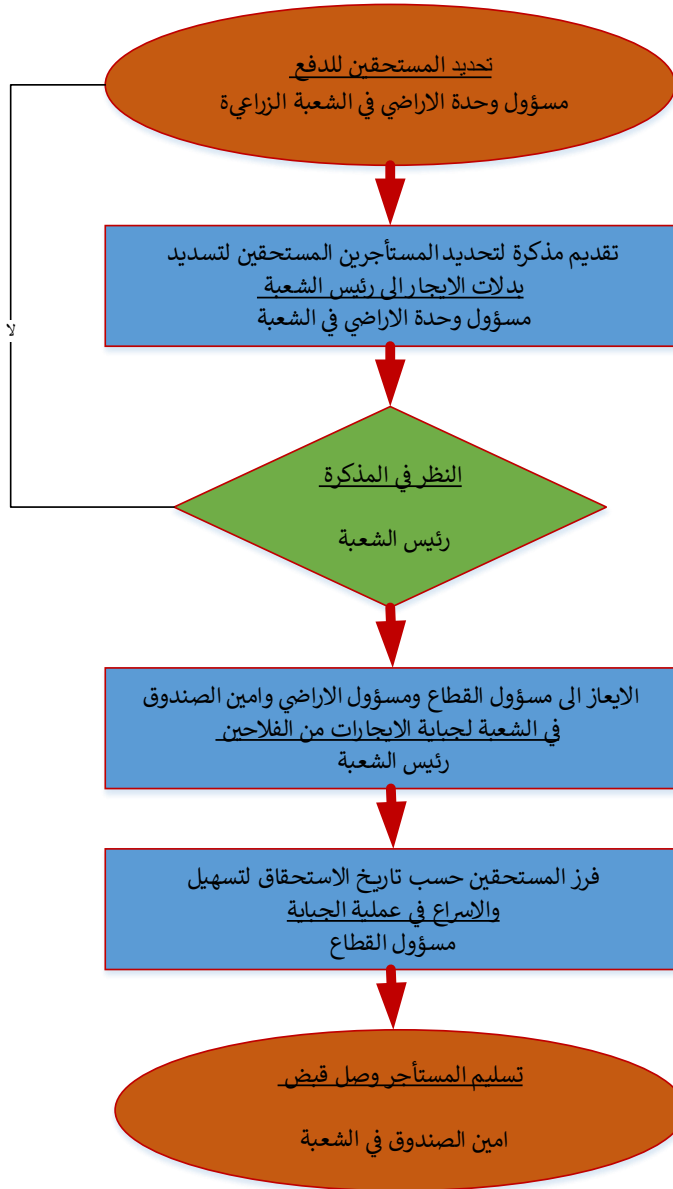 تحديد المستحقين للدفع
مسؤول وحدة الاراضي في الشعبة الزراعية
تقديم مذكرة لتحديد المستأجرين المستحقين لتسديد
بدلات الايجار الى رئيس الشعبة
مسؤول وحدة الاراضي في الشعبة
لا
النظر في المذكرة
رئيس الشعبة
الايعاز الى مسؤول القطاع ومسؤول الاراضي وامين الصندوق
في الشعبة لجباية الايجارات من الفلاحين
رئيس الشعبة
فرز المستحقين حسب تاريخ الاستحقاق لتسهيل
والاسراع في عملية الجباية
مسؤول القطاع
تسليم المستأجر وصل قبض
امين الصندوق في الشعبة